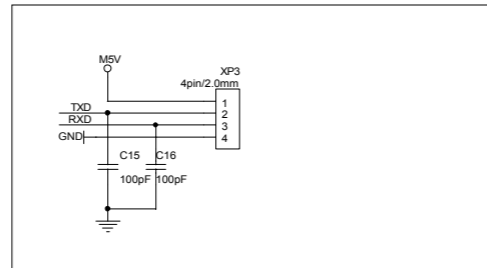 M5V
XP3
4pin/2.0mm
1
TXD 2
RXD 3
GND 4
C15 C16
100pF 100pF